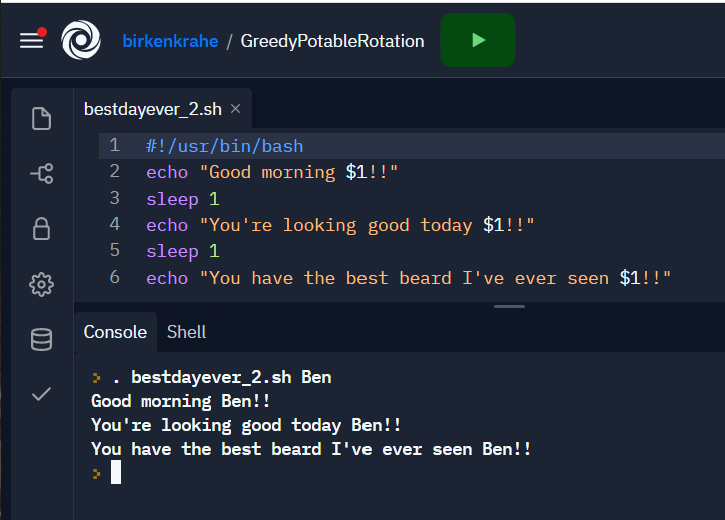 birkenkrahe / GreedyPotableRotation
bestdayever_2.sh ×
1 #!/usr/bin/bash
2 echo "Good morning $1!!"
3 sleep 1
4 echo "You're looking good today $1!!"
5 sleep 1
6 echo "You have the best beard I've ever seen $1!!"
Console Shell
> . bestdayever_2.sh Ben
Good morning Ben!!
You're looking good today Ben!!
You have the best beard I've ever seen Ben!!
>